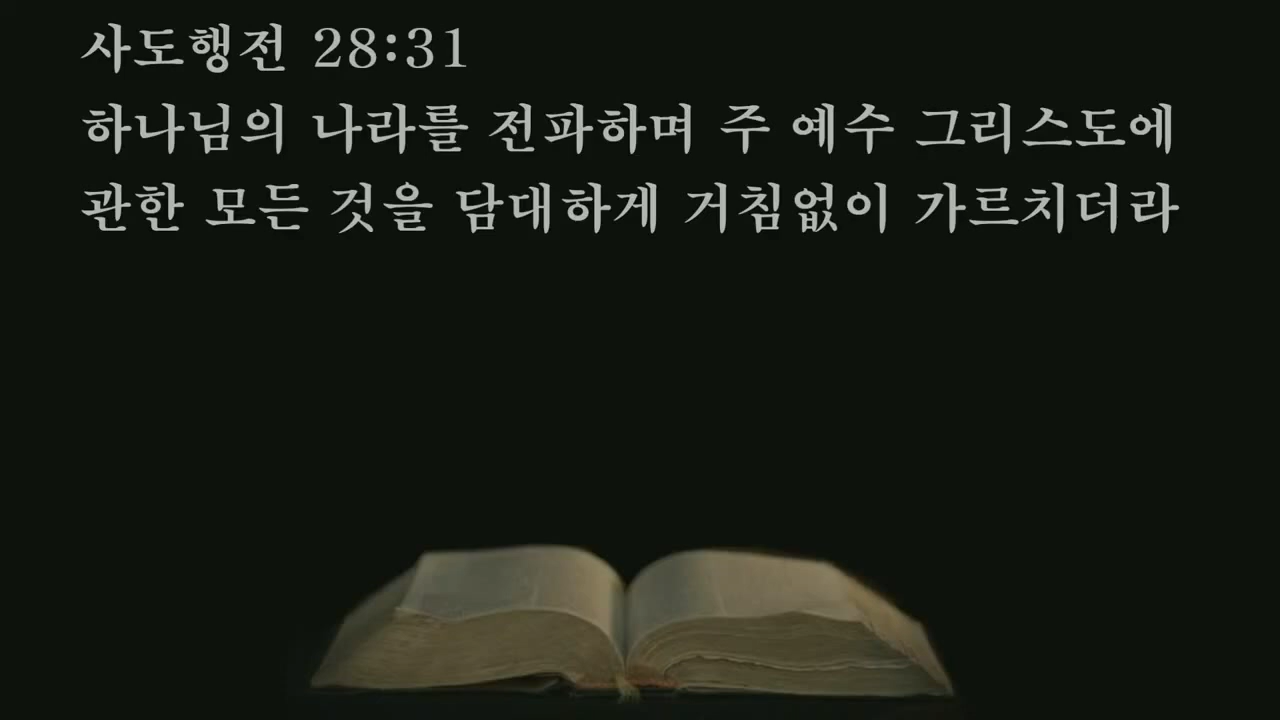 사도행전 28:31
하나님의 나라를 전파하며 주 예수 그리스도에
관한 모든 것을 담대하게 거침없이 가르치더라